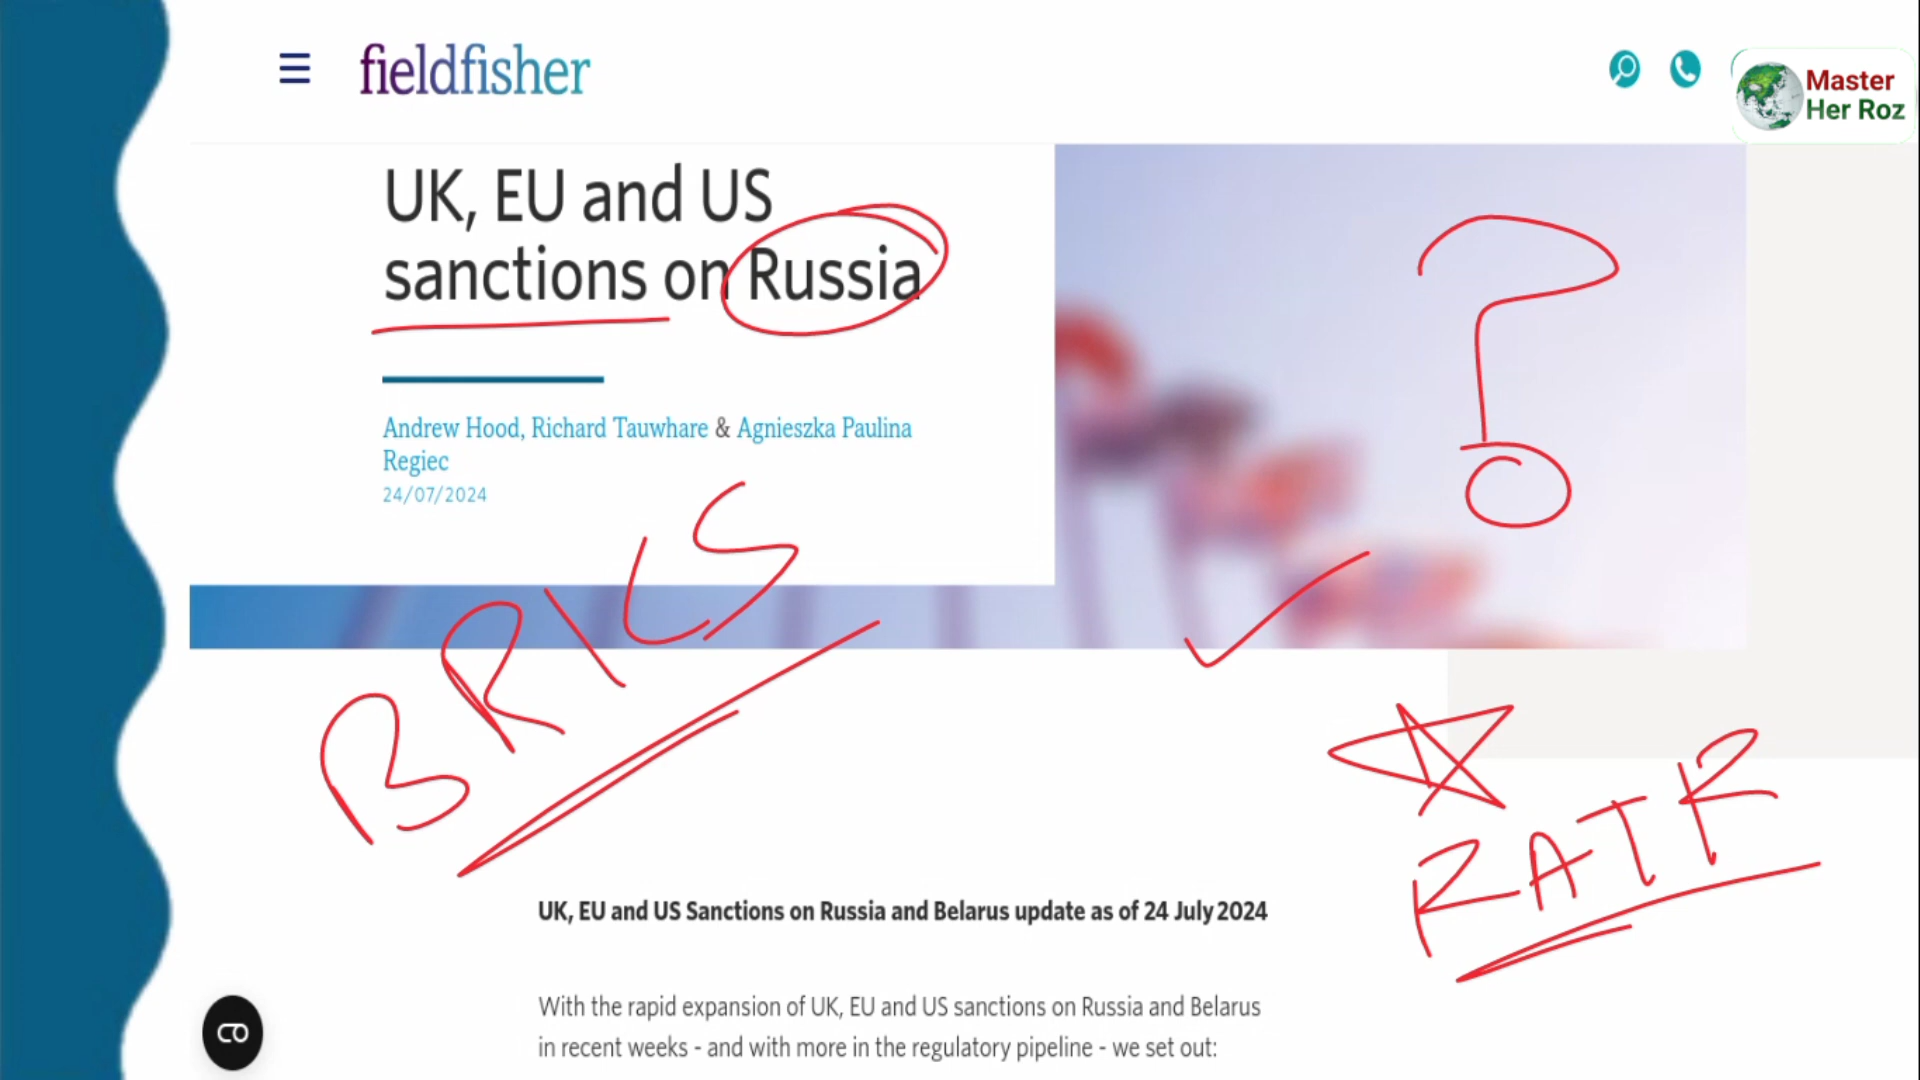 fieldfisher
Master
Her Roz
UK, EU and US
sanctions on Russia
Andrew Hood, Richard Tauwhare & Agnieszka Paulina
Regiec
24/07/2024
BRICS
RATR
UK, EU and US Sanctions on Russia and Belarus update as of 24 July 2024
With the rapid expansion of UK, EU and US sanctions on Russia and Belarus
in recent weeks - and with more in the regulatory pipeline - we set out: